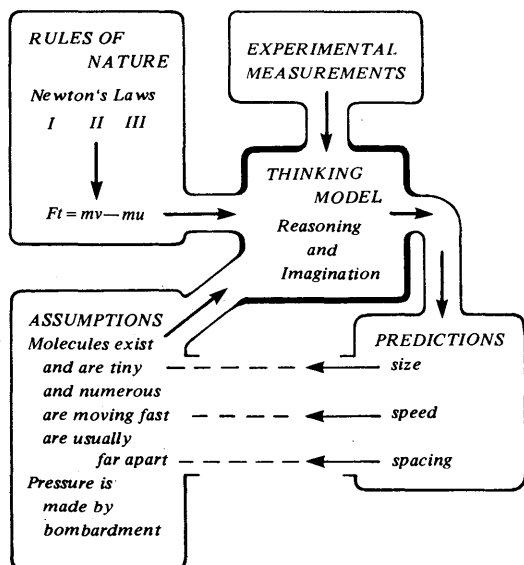 RULES OF
NATURE
Newton's Laws
I II III
Ft = mv — mu
EXPERIMENTAL
MEASUREMENTS
THINKING
MODEL
Reasoning
and
Imagination
ASSUMPTIONS
Molecules exist
and are tiny
and numerous
are moving fast
are usually
far apart
Pressure is
made by
bombardment
PREDICTIONS
size
speed
spacing